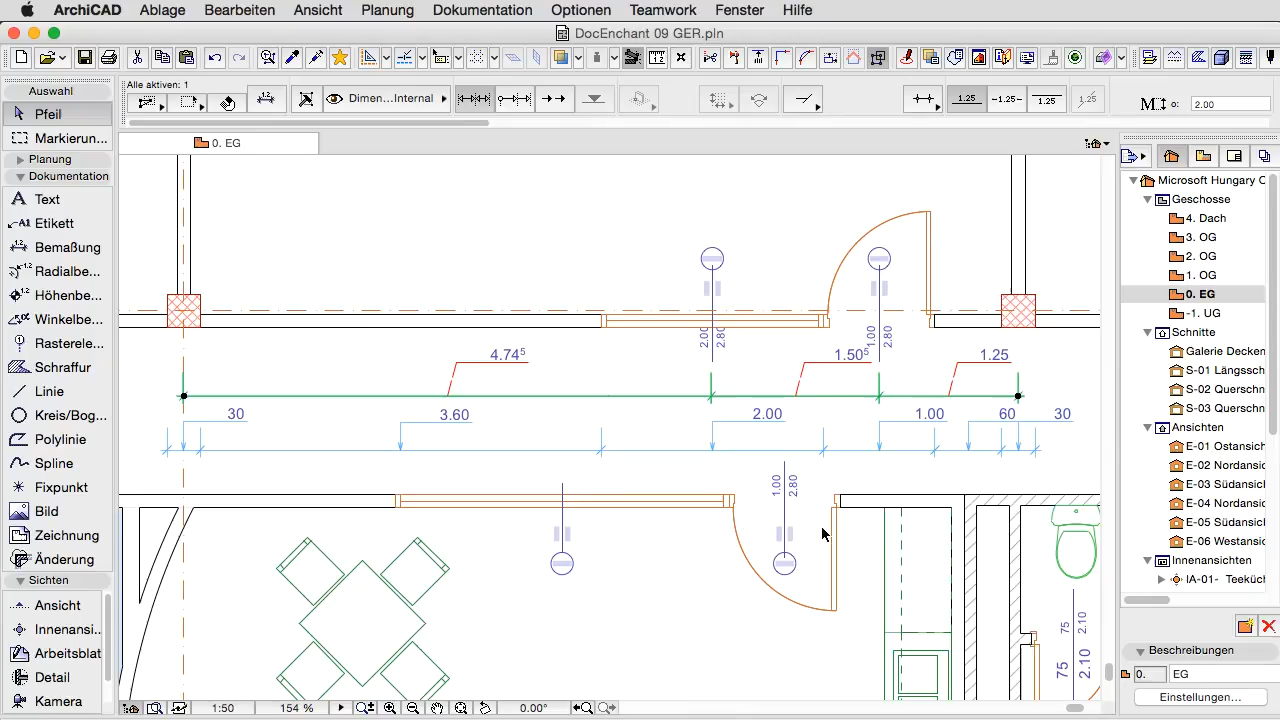 ArchiCAD Ablage Bearbeiten Ansicht Planung Dokumentation Optionen Teamwork Fenster Hilfe
DocEnchant 09 GER.pln
Auswahl
Alle aktiven: 1
Dimen...Internal
1.25
1.25
1.25
1.25
2.00
Pfeil
Markierun...
Planung
Dokumentation
Text
Etikett
Bemaßung
Radialbe...
Höhenbe...
Winkelbe...
Rasterele...
Schraffur
Linie
Kreis/Bog...
Polylinie
Spline
Fixpunkt
Bild
Zeichnung
Änderung
Sichten
Ansicht
Innenansi...
Arbeitsblat
Detail
Kamera
0. EG
2.00
2.80
1.00
2.80
4.74⁵
1.50⁵
1.25
30
3.60
2.00
1.00
60
30
1.00
2.80
75
2.10
75
2.10
1:50
154 %
0.00°
Microsoft Hungary C
Geschosse
4. Dach
3. OG
2. OG
1. OG
0. EG
-1. UG
Schnitte
Galerie Decken
S-01 Längssch
S-02 Querschn
S-03 Querschn
Ansichten
E-01 Ostansich
E-02 Nordansic
E-03 Südansich
E-04 Nordansic
E-05 Südansich
E-06 Westansic
Innenansichten
IA-01- Teeküch
Beschreibungen
0.
EG
Einstellungen...